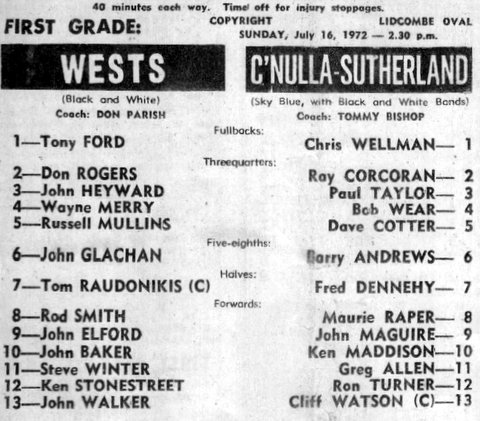 40 minutes each way. Time off for injury stoppages.
FIRST GRADE: COPYRIGHT LIDCOMBE OVAL
SUNDAY, July 16, 1972 — 2.30 p.m.
WESTS C'NULLA-SUTHERLAND
(Black and White) (Sky Blue, with Black and White Bands)
Coach: DON PARISH Coach: TOMMY BISHOP
Fullbacks:
1—Tony FORD Chris WELLMAN— 1
Threequarters:
2—Don ROGERS Ray CORCORAN— 2
3—John HEYWARD Paul TAYLOR— 3
4—Wayne MERRY Bob WEAR— 4
5—Russell MULLINS Dave COTTER— 5
Five-eighths:
6—John GLACHAN Barry ANDREWS— 6
Halves:
7—Tom RAUDONIKIS (C) Fred DENNEHY— 7
Forwards:
8—Rod SMITH Maurie RAPER— 8
9—John ELFORD John MAGUIRE— 9
10—John BAKER Ken MADDISON—10
11—Steve WINTER Greg ALLEN—11
12—Ken STONESTREET Ron TURNER—12
13—John WALKER Cliff WATSON (C)—13